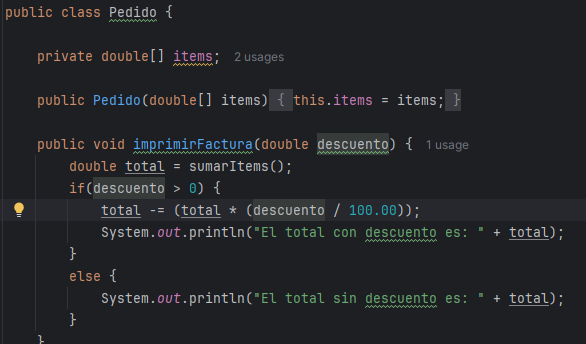 public class Pedido {
private double[] items; 2 usages
public Pedido(double[] items) { this.items = items; }
public void imprimirFactura(double descuento) { 1 usage
double total = sumarItems();
if(descuento > 0) {
total -= (total * (descuento / 100.00));
System.out.println("El total con descuento es: " + total);
}
else {
System.out.println("El total sin descuento es: " + total);
}
}